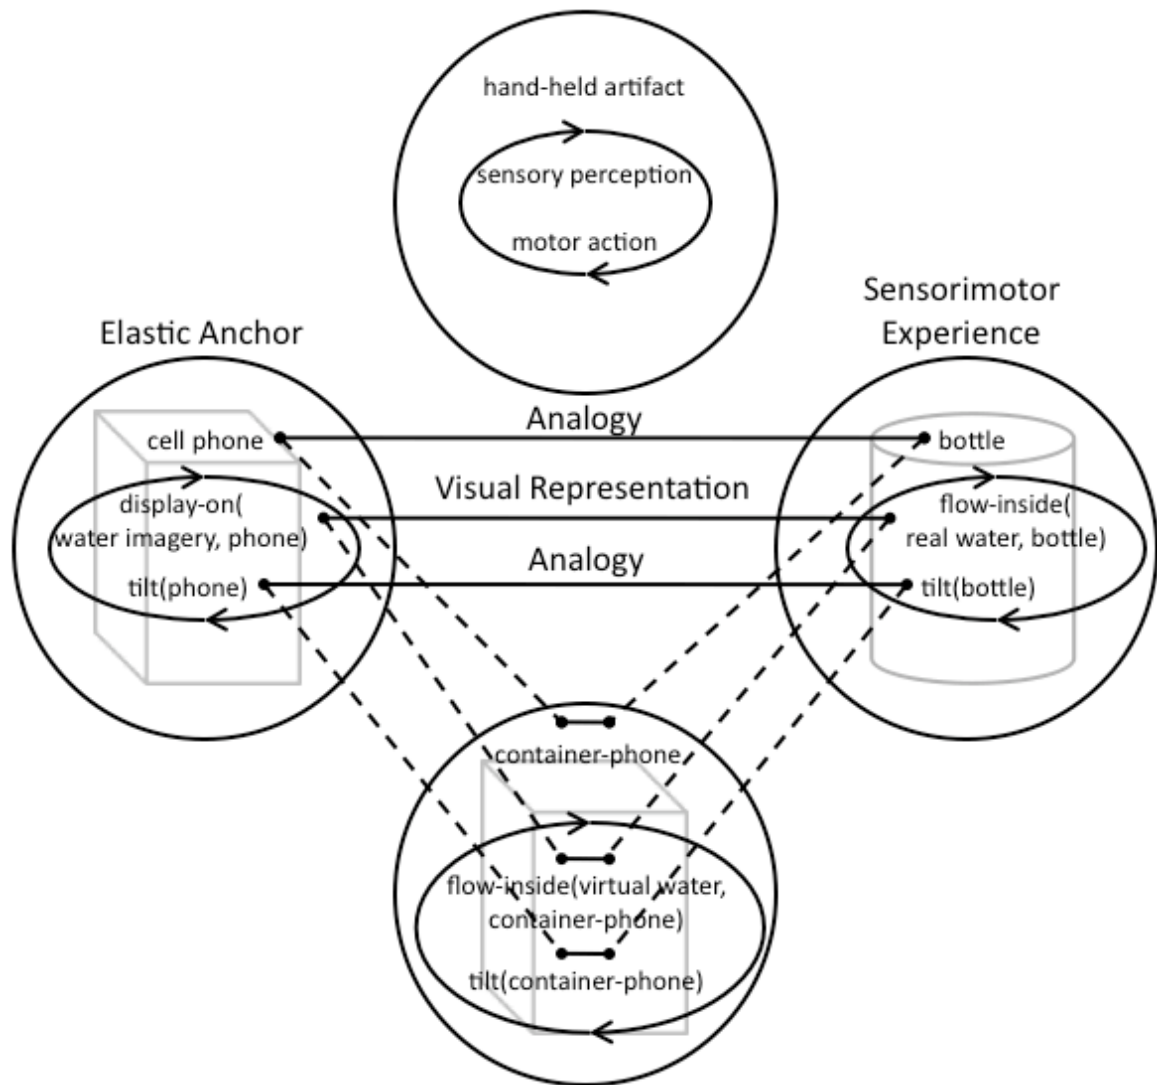 hand-held artifact
sensory perception
motor action
Elastic Anchor
Sensorimotor
Experience
Analogy
cell phone
bottle
Visual Representation
display-on(
water imagery, phone)
flow-inside(
real water, bottle)
Analogy
tilt(phone)
tilt(bottle)
container-phone
flow-inside(virtual water,
container-phone)
tilt(container-phone)